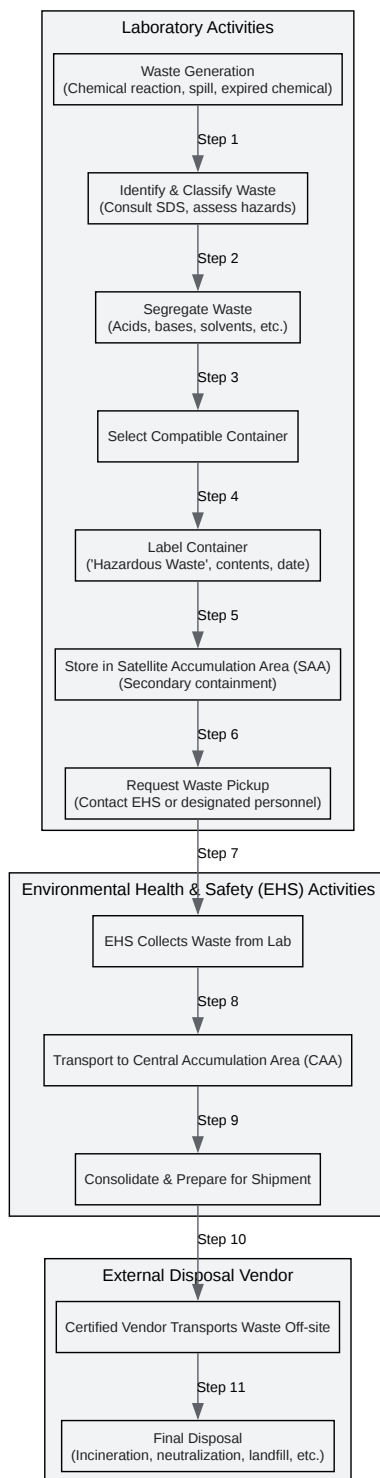 Laboratory Activities
Waste Generation
(Chemical reaction, spill, expired chemical)
Step 1
Identify & Classify Waste
(Consult SDS, assess hazards)
Step 2
Segregate Waste
(Acids, bases, solvents, etc.)
Step 3
Select Compatible Container
Step 4
Label Container
('Hazardous Waste', contents, date)
Step 5
Store in Satellite Accumulation Area (SAA)
(Secondary containment)
Step 6
Request Waste Pickup
(Contact EHS or designated personnel)
Step 7
Environmental Health & Safety (EHS) Activities
EHS Collects Waste from Lab
Step 8
Transport to Central Accumulation Area (CAA)
Step 9
Consolidate & Prepare for Shipment
Step 10
External Disposal Vendor
Certified Vendor Transports Waste Off-site
Step 11
Final Disposal
(Incineration, neutralization, landfill, etc.)